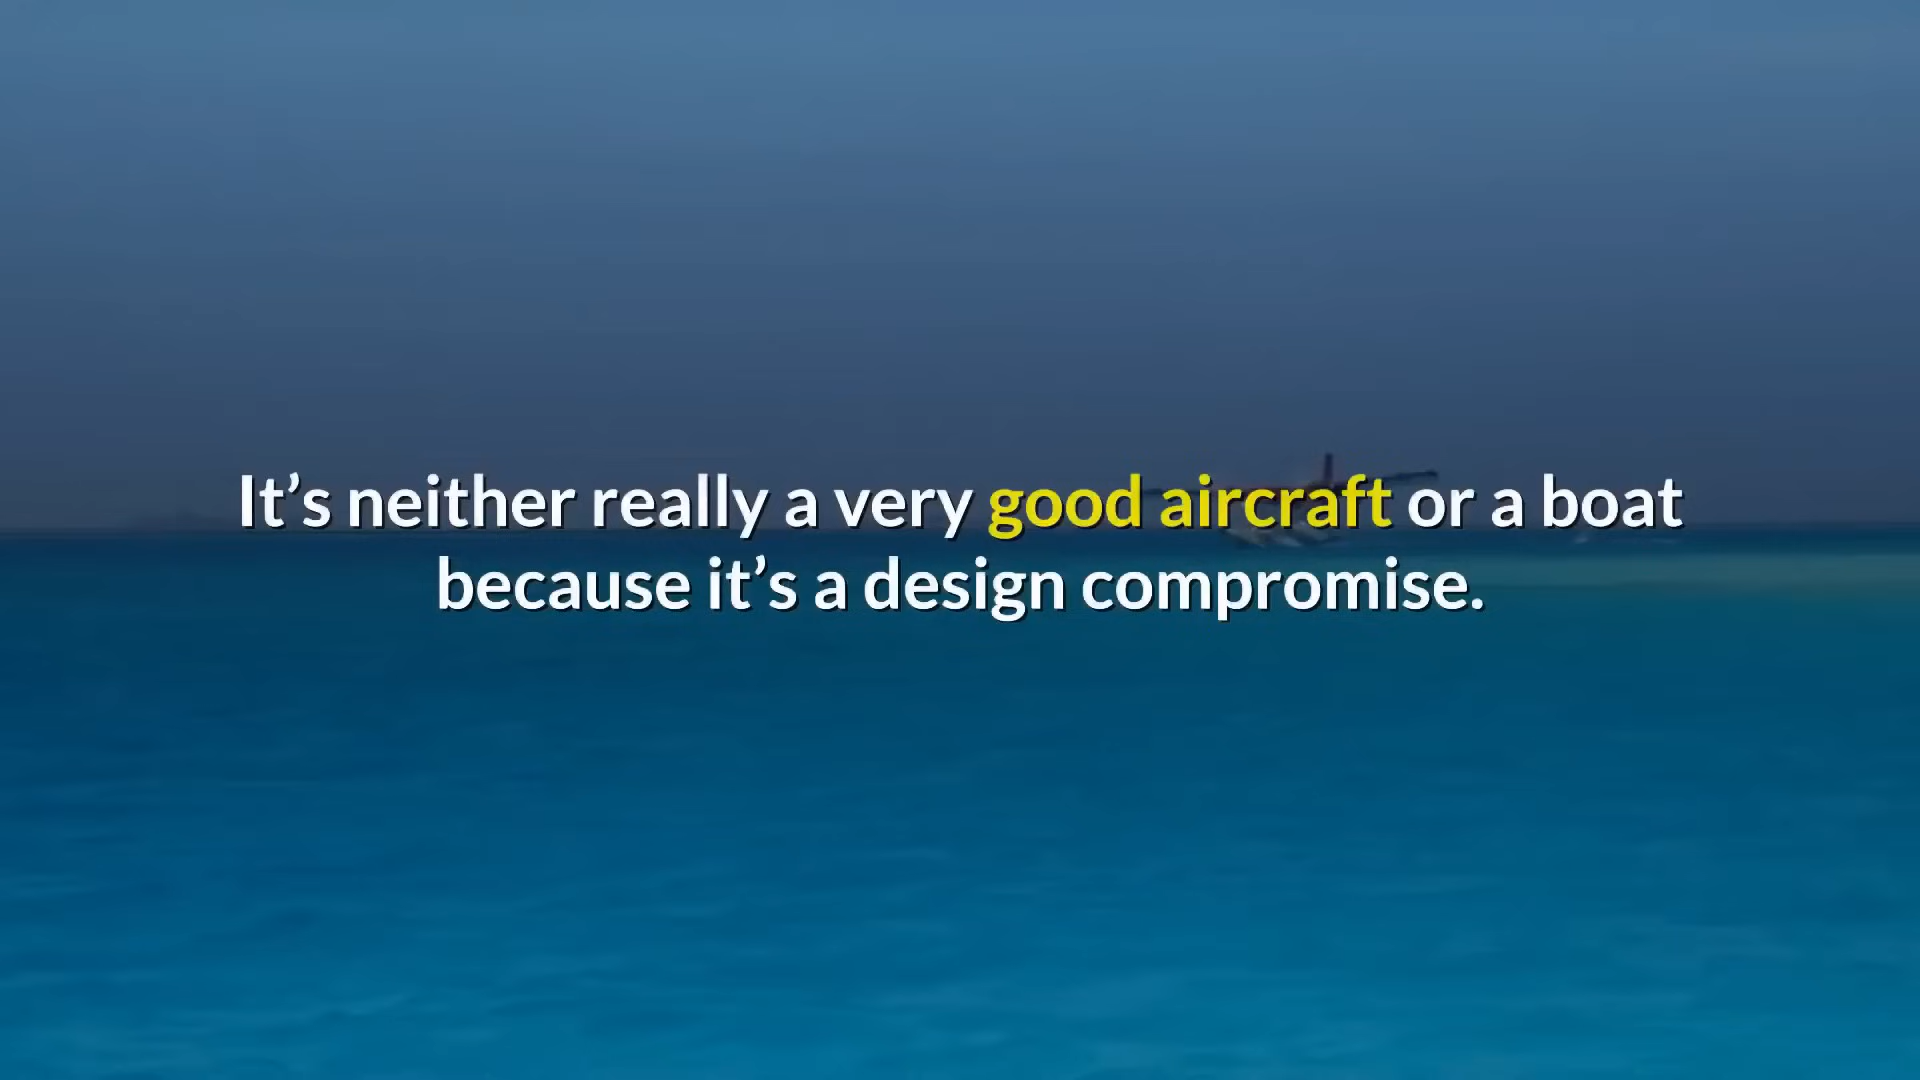 It’s neither really a very good aircraft or a boat
because it’s a design compromise.